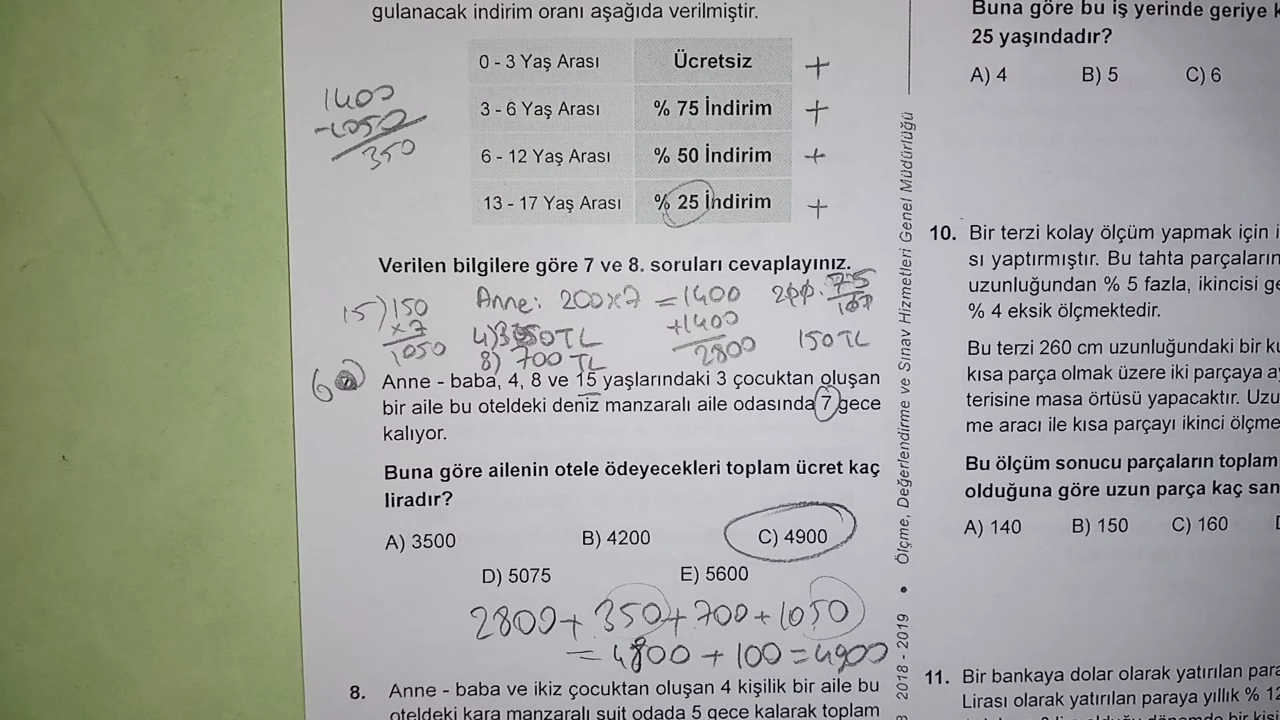 gulanacak indirim oranı aşağıda verilmiştir.
0 - 3 Yaş Arası Ücretsiz +
3 - 6 Yaş Arası % 75 İndirim +
6 - 12 Yaş Arası % 50 İndirim +
13 - 17 Yaş Arası % 25 İndirim +
1400
-1050
350
Verilen bilgilere göre 7 ve 8. soruları cevaplayınız.
15) 150
x7
1050
Anne: 200x7 = 1400
+1400
2800
4) 350 TL
8) 700 TL
75
150 TL
6
Anne - baba, 4, 8 ve 15 yaşlarındaki 3 çocuktan oluşan
bir aile bu oteldeki deniz manzaralı aile odasında 7 gece
kalıyor.
Buna göre ailenin otele ödeyecekleri toplam ücret kaç
liradır?
A) 3500 B) 4200 C) 4900
D) 5075 E) 5600
2800 + 350 + 700 + 1050
= 4800 + 100 = 4900
8. Anne - baba ve ikiz çocuktan oluşan 4 kişilik bir aile bu
oteldeki kara manzaralı suit odada 5 gece kalarak toplam
2018 - 2019 • Ölçme, Değerlendirme ve Sınav Hizmetleri Genel Müdürlüğü
Buna göre bu iş yerinde geriye
25 yaşındadır?
A) 4 B) 5 C) 6
10. Bir terzi kolay ölçüm yapmak için
sı yaptırmıştır. Bu tahta parçaların
uzunluğundan % 5 fazla, ikincisi
% 4 eksik ölçmektedir.
Bu terzi 260 cm uzunluğundaki bir
kısa parça olmak üzere iki parçaya
terisine masa örtüsü yapacaktır.
me aracı ile kısa parçayı ikinci ölçme
Bu ölçüm sonucu parçaların toplam
olduğuna göre uzun parça kaç
A) 140 B) 150 C) 160
11. Bir bankaya dolar olarak yatırılan
Lirası olarak yatırılan paraya yıllık %